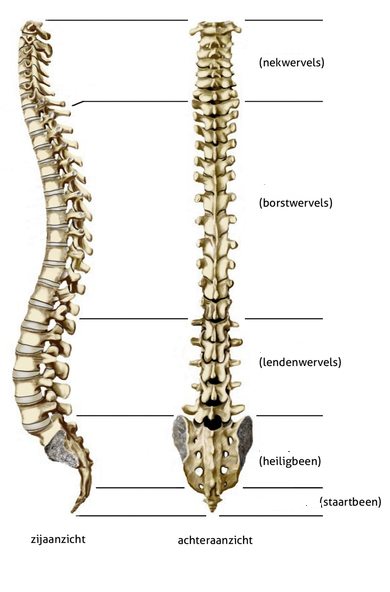 (nekwervels)
(borstwervels)
(lendenwervels)
(heiligbeen)
(staartbeen)
zijaanzicht
achteraanzicht